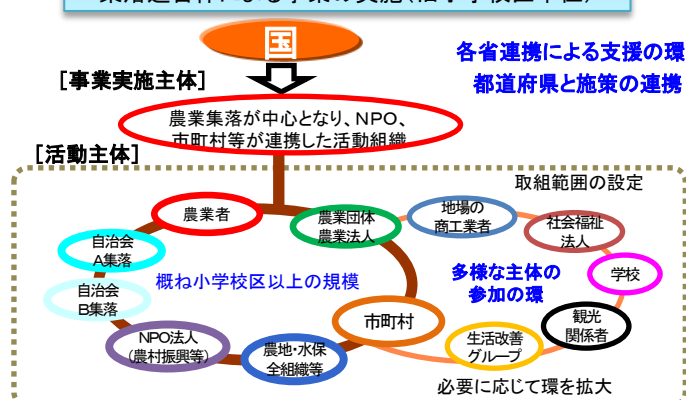 国
各省連携による支援の環
都道府県と施策の連携
[事業実施主体]
農業集落が中心となり、NPO、
市町村等が連携した活動組織
[活動主体]
取組範囲の設定
農業者
農業団体
農業法人
地場の
商工業者
社会福祉
法人
自治会
A集落
概ね小学校区以上の規模
多様な主体の
参加の環
学校
自治会
B集落
市町村
観光
関係者
NPO法人
(農村振興等)
農地・水保
全組織等
生活改善
グループ
必要に応じて環を拡大